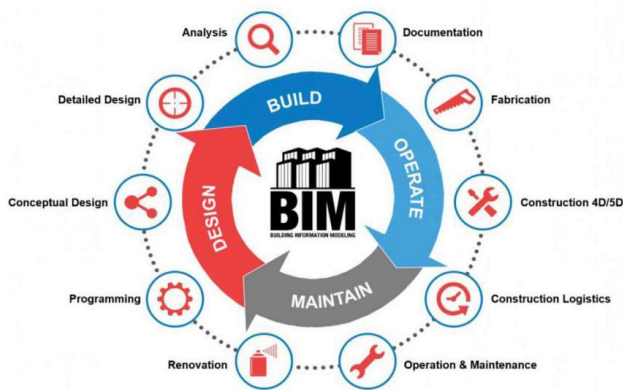 Analysis
Documentation
Detailed Design
BUILD
Fabrication
OPERATE
Conceptual Design
DESIGN
BIM
BUILDING INFORMATION MODELING
Construction 4D/5D
MAINTAIN
Programming
Construction Logistics
Renovation
Operation & Maintenance